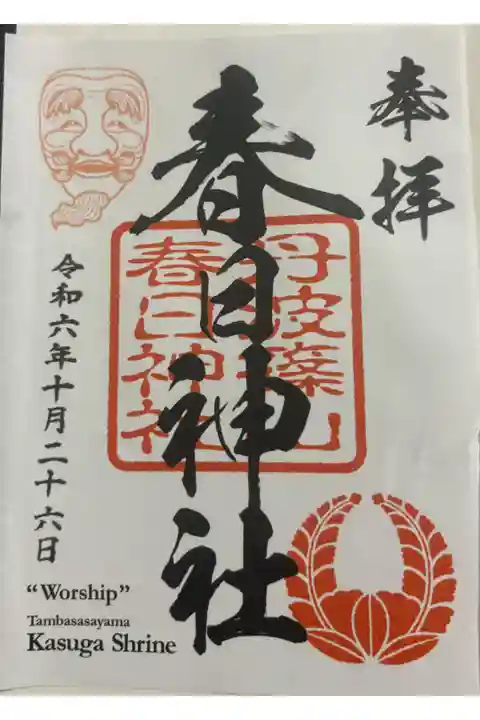 奉拝
春日神社
丹波篠山
春日神社
令和六年十月二十六日
“Worship”
Tambasasayama
Kasuga Shrine